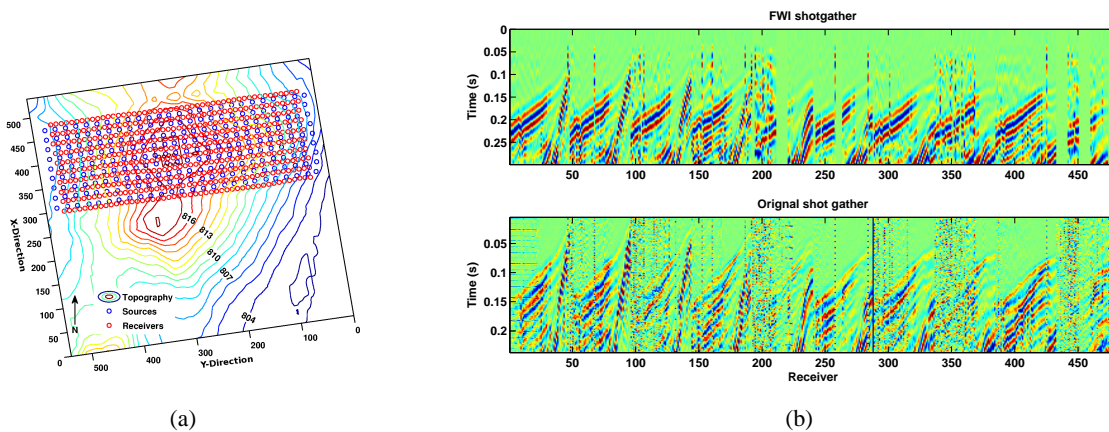 500
450
400
350
300
250
200
150
100
50
0
X-Direction
816
813
810
807
804
Topography
Sources
Receivers
N
500
400
300
200
100
0
Y-Direction
(a)
FWI shotgather
0
0.05
0.1
0.15
0.2
0.25
Time (s)
50 100 150 200 250 300 350 400 450
Orignal shot gather
0.05
0.1
0.15
0.2
Time (s)
50 100 150 200 250 300 350 400 450
Receiver
(b)